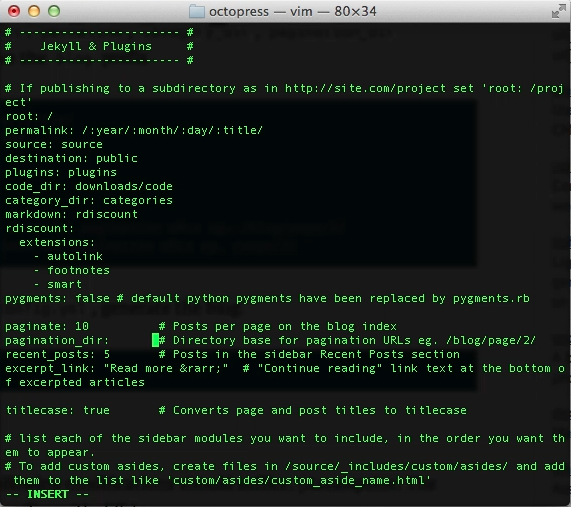 octopress — vim — 80×34
# ----------------------- #
#    Jekyll & Plugins     #
# ----------------------- #
# If publishing to a subdirectory as in http://site.com/project set 'root: /proj
ect'
root: /
permalink: /:year/:month/:day/:title/
source: source
destination: public
plugins: plugins
code_dir: downloads/code
category_dir: categories
markdown: rdiscount
rdiscount:
  extensions:
    - autolink
    - footnotes
    - smart
pygments: false # default python pygments have been replaced by pygments.rb
paginate: 10          # Posts per page on the blog index
pagination_dir:       # Directory base for pagination URLs eg. /blog/page/2/
recent_posts: 5       # Posts in the sidebar Recent Posts section
excerpt_link: "Read more &rarr;"  # "Continue reading" link text at the bottom o
f excerpted articles
titlecase: true       # Converts page and post titles to titlecase
# list each of the sidebar modules you want to include, in the order you want th
em to appear.
# To add custom asides, create files in /source/_includes/custom/asides/ and add
 them to the list like 'custom/asides/custom_aside_name.html'
-- INSERT --